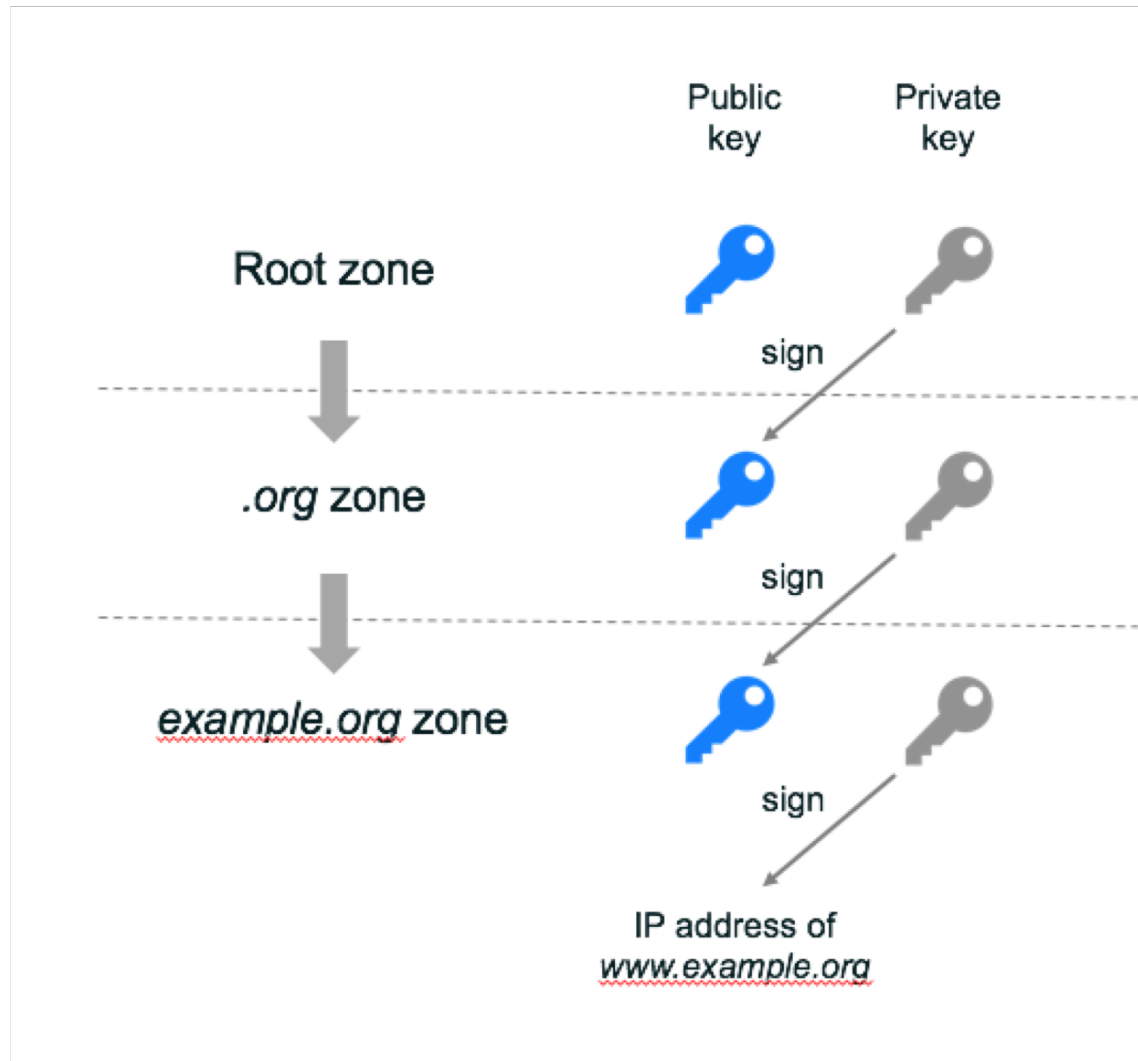 Public
key
Private
key
Root zone
sign
.org zone
sign
example.org zone
sign
IP address of
www.example.org